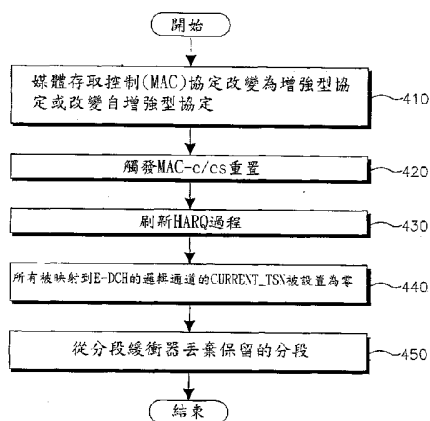 開始
媒體存取控制(MAC)協定改變為增強型協
定或改變自增強型協定
410
觸發MAC-c/cs重置
420
刷新HARQ過程
430
所有被映射到E-DCH的邏輯通道的CURRENT_TSN被設置為零
440
從分段緩衝器丟棄保留的分段
450
結束